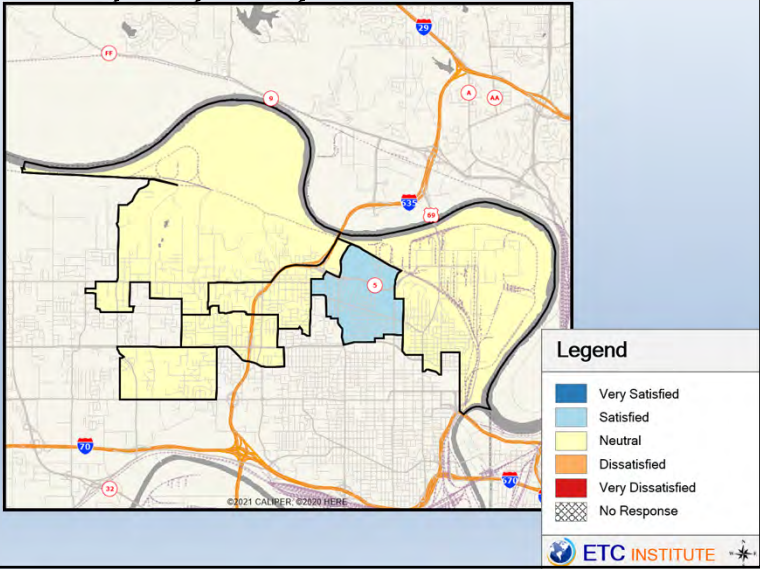 29
FF
9
A
AA
635
69
5
Legend
Very Satisfied
Satisfied
Neutral
Dissatisfied
Very Dissatisfied
No Response
70
32
670
©2021 CALIPER; ©2020 HERE
ETC INSTITUTE